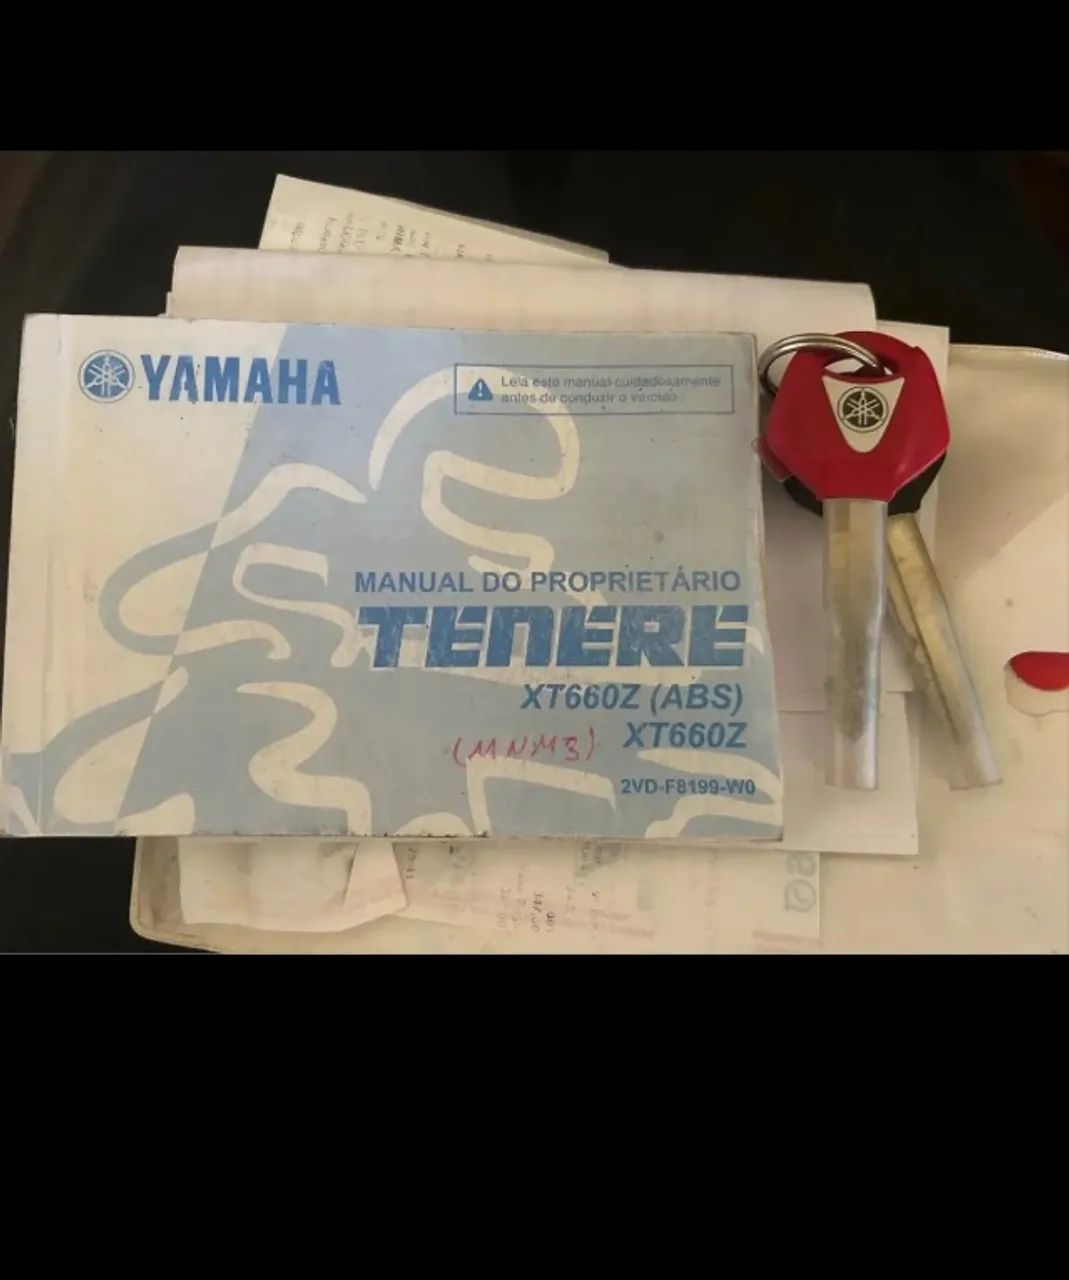 YAMAHA
Leia este manual cuidadosamente
antes de conduzir o veículo
MANUAL DO PROPRIETÁRIO
TENERE
XT660Z (ABS)
XT660Z
(MNM3)
2VD-F8199-W0